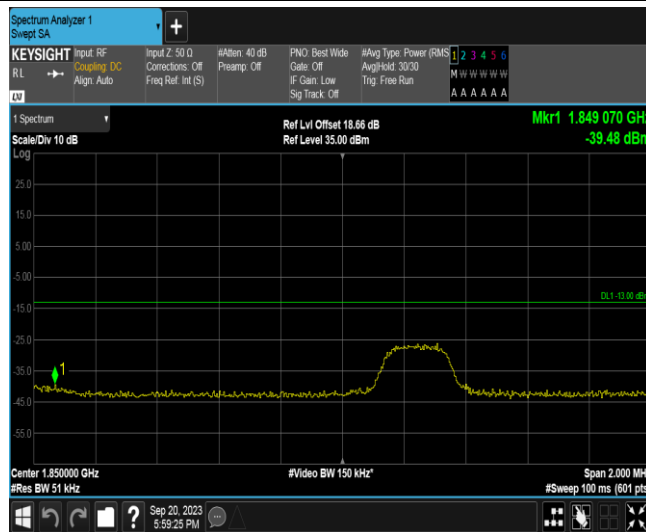 Spectrum Analyzer 1
Swept SA
+
KEYSIGHT
RL
LXI
Input: RF
Coupling: DC
Align: Auto
Input Z: 50 Ω
Corrections: Off
Freq Ref: Int (S)
#Atten: 40 dB
Preamp: Off
PNO: Best Wide
Gate: Off
IF Gain: Low
Sig Track: Off
#Avg Type: Power (RMS
Avg|Hold: 30/30
Trig: Free Run
1 2 3 4 5 6
M W W W W W
A A A A A A
1 Spectrum
Scale/Div 10 dB
Log
Ref Lvl Offset 18.66 dB
Ref Level 35.00 dBm
Mkr1 1.849 070 GHz
-39.48 dBm
25.0
15.0
5.00
-5.00
DL1 -13.00 dBm
-15.0
-25.0
-35.0
1
-45.0
-55.0
Center 1.850000 GHz
#Res BW 51 kHz
#Video BW 150 kHz*
Span 2.000 MHz
#Sweep 100 ms (601 pts
?
Sep 20, 2023
5:59:25 PM